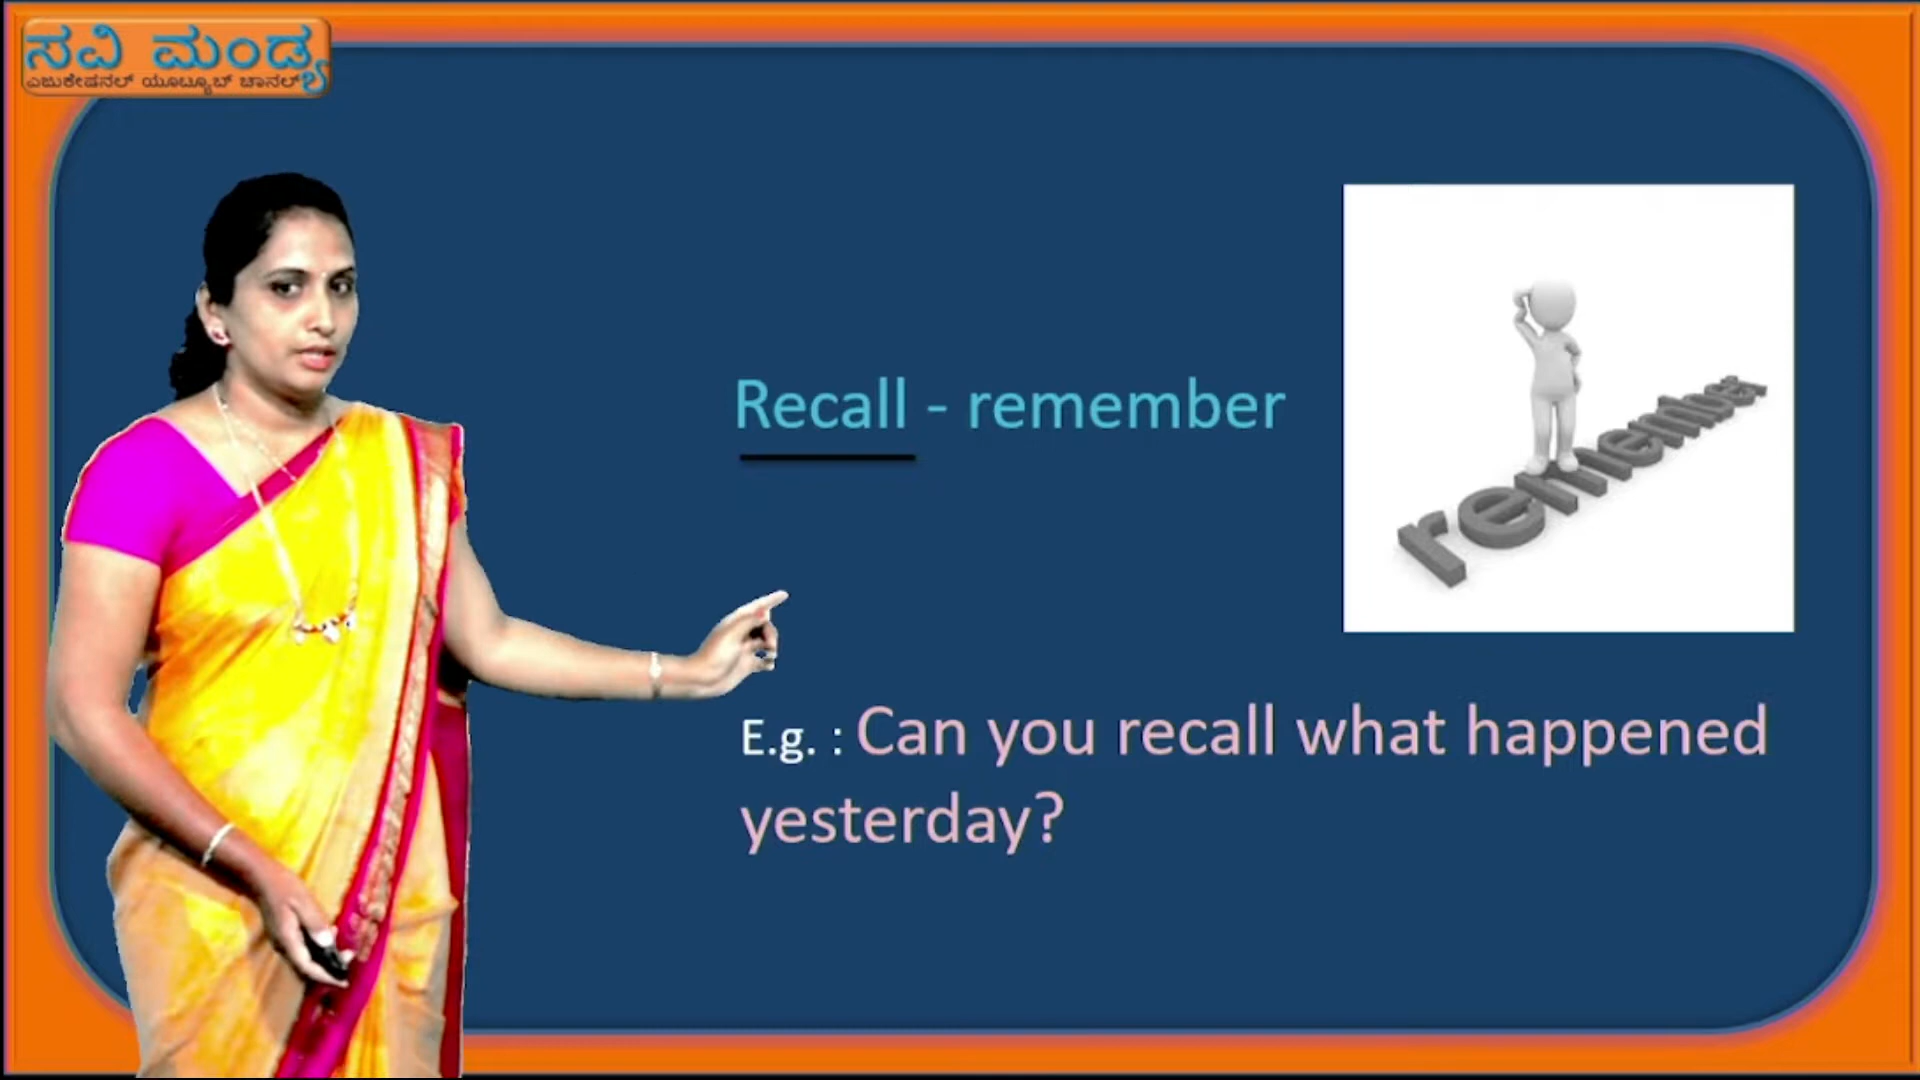 ಸವಿ ಮಂಡ್ಯ
ಎಜುಕೇಷನಲ್ ಯೂಟ್ಯೂಬ್ ಚಾನಲ್
Recall - remember
remember
E.g. : Can you recall what happened
yesterday?